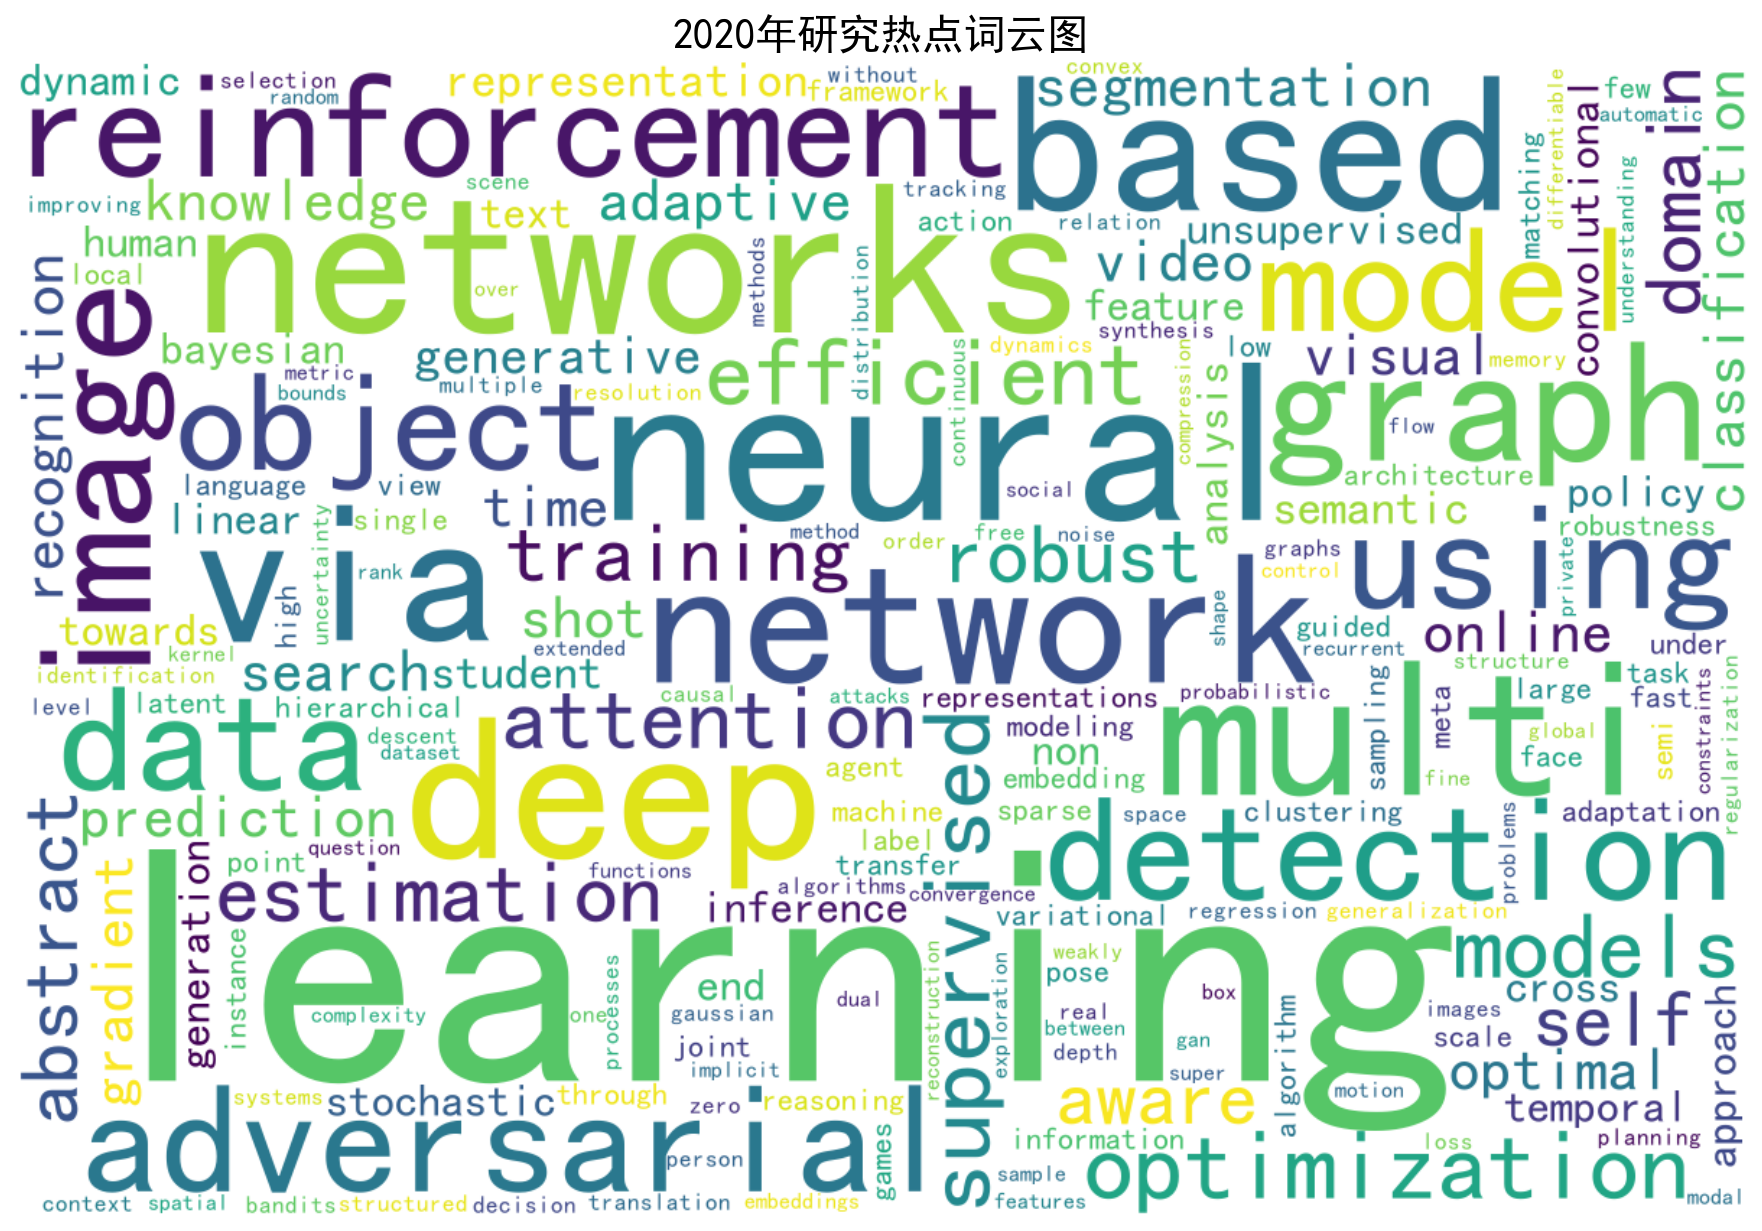 2020年研究热点词云图
dynamic
selection
random
representation
without
framework
convex
segmentation
few
automatic
differentiable
convolutional
domain
classification
reinforcement
based
matching
understanding
improving
knowledge
scene
text
adaptive
tracking
action
relation
unsupervised
human
local
networks
over
methods
distribution
video
feature
synthesis
model
recognition
image
bayesian
metric
bounds
generative
multiple
resolution
efficient
continuous
dynamics
compression
low
visual
memory
analysis
object
neural
graph
flow
architecture
language
view
social
policy
linear
single
time
semantic
robustness
uncertainty
via
rank
high
training
method
order
free
noise
robust
graphs
control
using
private
towards
kernel
identification
shot
extended
network
shape
guided
recurrent
online
under
search
student
structure
task
level
latent
hierarchical
descent
dataset
causal
attacks
representations
probabilistic
large
fast
constraints
regularization
data
attention
supervised
modeling
multi
sampling
meta
global
face
semi
deep
agent
non
embedding
fine
abstract
prediction
machine
label
sparse
space
clustering
adaptation
problems
gradient
generation
point
question
estimation
functions
transfer
algorithms
convergence
inference
detection
variational
regression
generalization
learning
instance
complexity
one
processes
end
gaussian
dual
joint
implicit
reconstruction
exploration
weakly
pose
real
between
depth
box
gan
super
motion
algorithm
models
cross
images
scale
self
optimal
temporal
approach
planning
adversarial
systems
stochastic
through
zero
reasoning
person
games
aware
information
sample
features
optimization
loss
modal
context
spatial
bandits
structured
decision
translation
embeddings